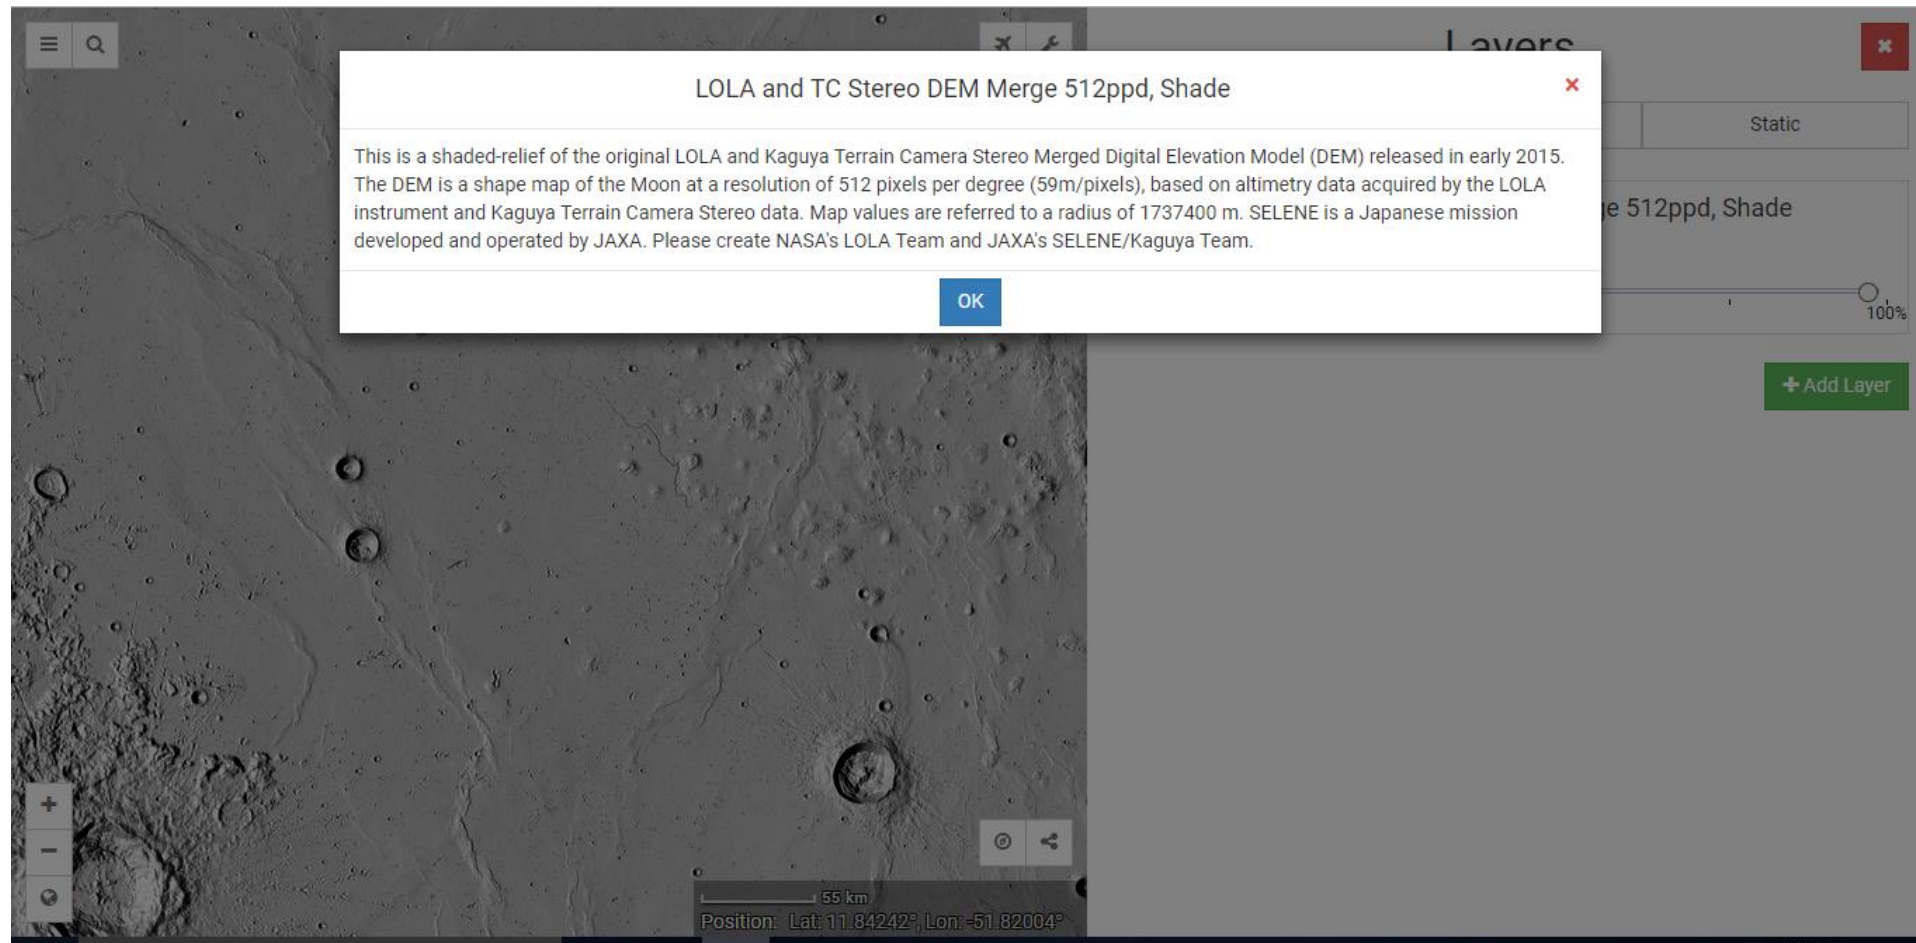 Layers
LOLA and TC Stereo DEM Merge 512ppd, Shade
Static
This is a shaded-relief of the original LOLA and Kaguya Terrain Camera Stereo Merged Digital Elevation Model (DEM) released in early 2015.
The DEM is a shape map of the Moon at a resolution of 512 pixels per degree (59m/pixels), based on altimetry data acquired by the LOLA
instrument and Kaguya Terrain Camera Stereo data. Map values are referred to a radius of 1737400 m. SELENE is a Japanese mission
developed and operated by JAXA. Please create NASA's LOLA Team and JAXA's SELENE/Kaguya Team.
512ppd, Shade
OK
100%
Add Layer
55 km
Position: Lat: 11.84242°, Lon: -51.82004°